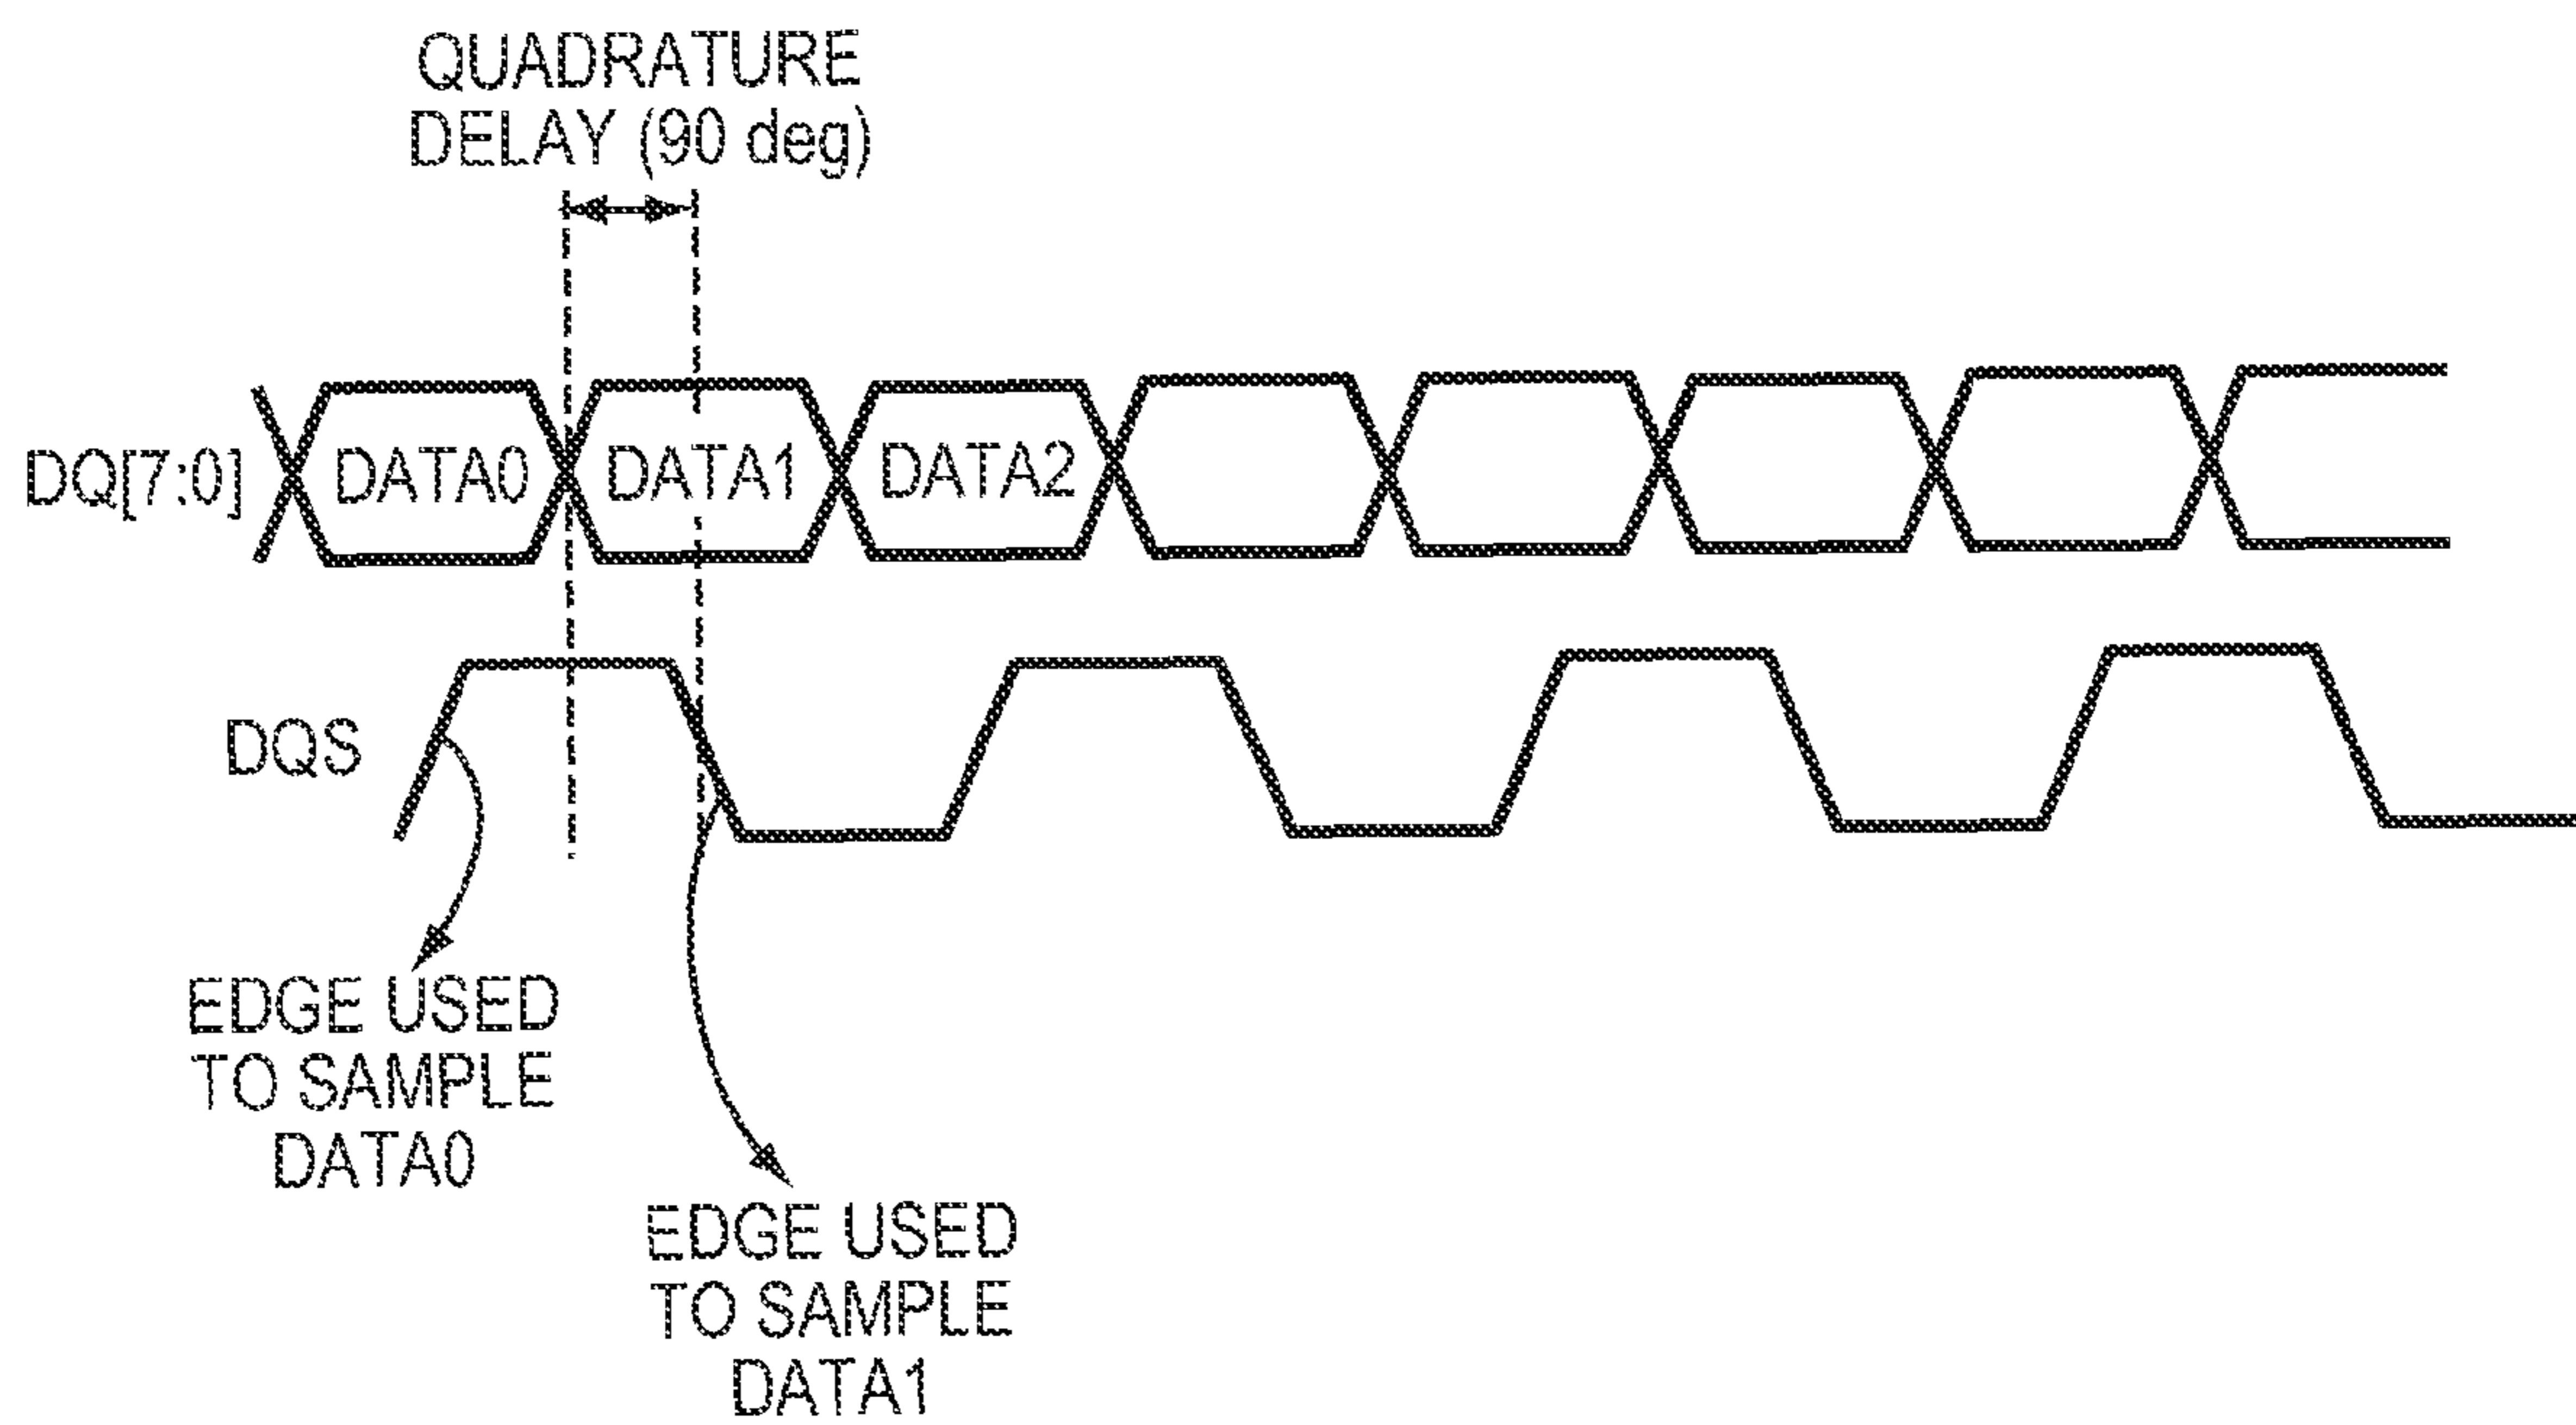 QUADRATURE
DELAY (90 deg)
DQ[7:0]
DATA0
DATA1
DATA2
DQS
EDGE USED
TO SAMPLE
DATA0
EDGE USED
TO SAMPLE
DATA1